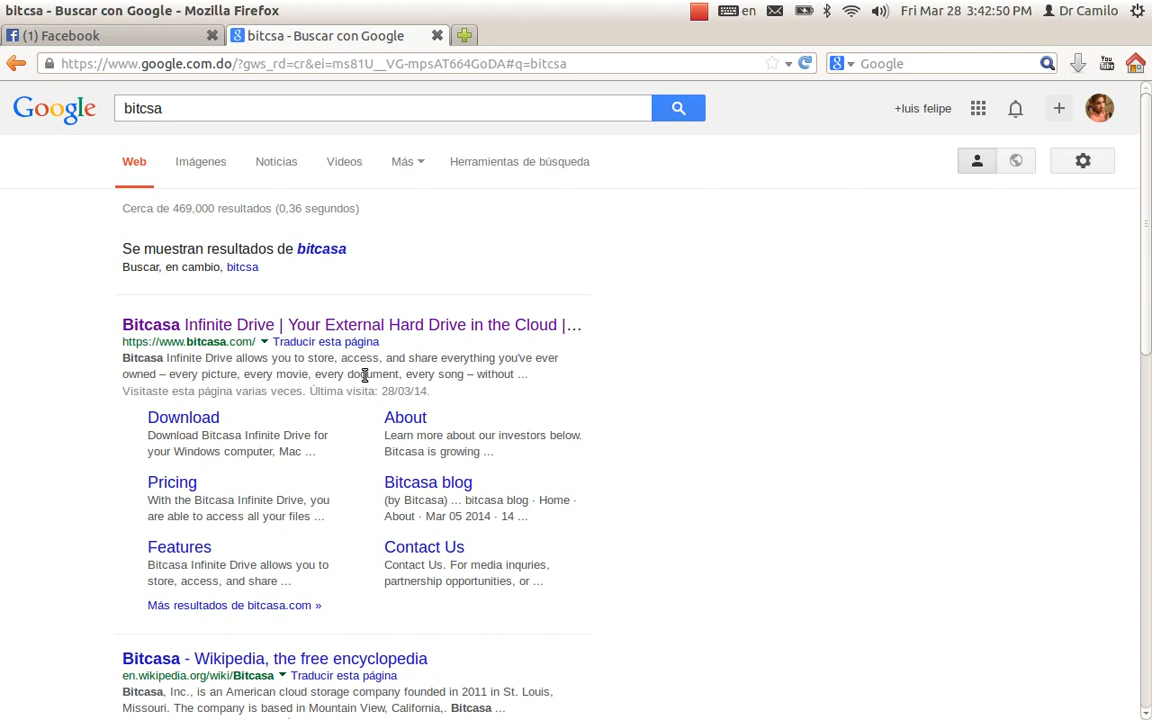 bitcsa - Buscar con Google - Mozilla Firefox
en
Fri Mar 28 3:42:50 PM
Dr Camilo
(1) Facebook
bitcsa - Buscar con Google
https://www.google.com.do/?gws_rd=cr&ei=ms81U__VG-mpsAT664GoDA#q=bitcsa
Google
You Tube
Google
bitcsa
+luis felipe
Web
Imágenes
Noticias
Vídeos
Más
Herramientas de búsqueda
Cerca de 469,000 resultados (0,36 segundos)
Se muestran resultados de bitcasa
Buscar, en cambio, bitcsa
Bitcasa Infinite Drive | Your External Hard Drive in the Cloud |...
https://www.bitcasa.com/ Traducir esta página
Bitcasa Infinite Drive allows you to store, access, and share everything you've ever
owned – every picture, every movie, every document, every song – without ...
Visitaste esta página varias veces. Última visita: 28/03/14.
Download
Download Bitcasa Infinite Drive for
your Windows computer, Mac ...
About
Learn more about our investors below.
Bitcasa is growing ...
Pricing
With the Bitcasa Infinite Drive, you
are able to access all your files ...
Bitcasa blog
(by Bitcasa) ... bitcasa blog · Home ·
About · Mar 05 2014 · 14 ...
Features
Bitcasa Infinite Drive allows you to
store, access, and share ...
Contact Us
Contact Us. For media inquries,
partnership opportunities, or ...
Más resultados de bitcasa.com »
Bitcasa - Wikipedia, the free encyclopedia
en.wikipedia.org/wiki/Bitcasa Traducir esta página
Bitcasa, Inc., is an American cloud storage company founded in 2011 in St. Louis,
Missouri. The company is based in Mountain View, California,. Bitcasa ...